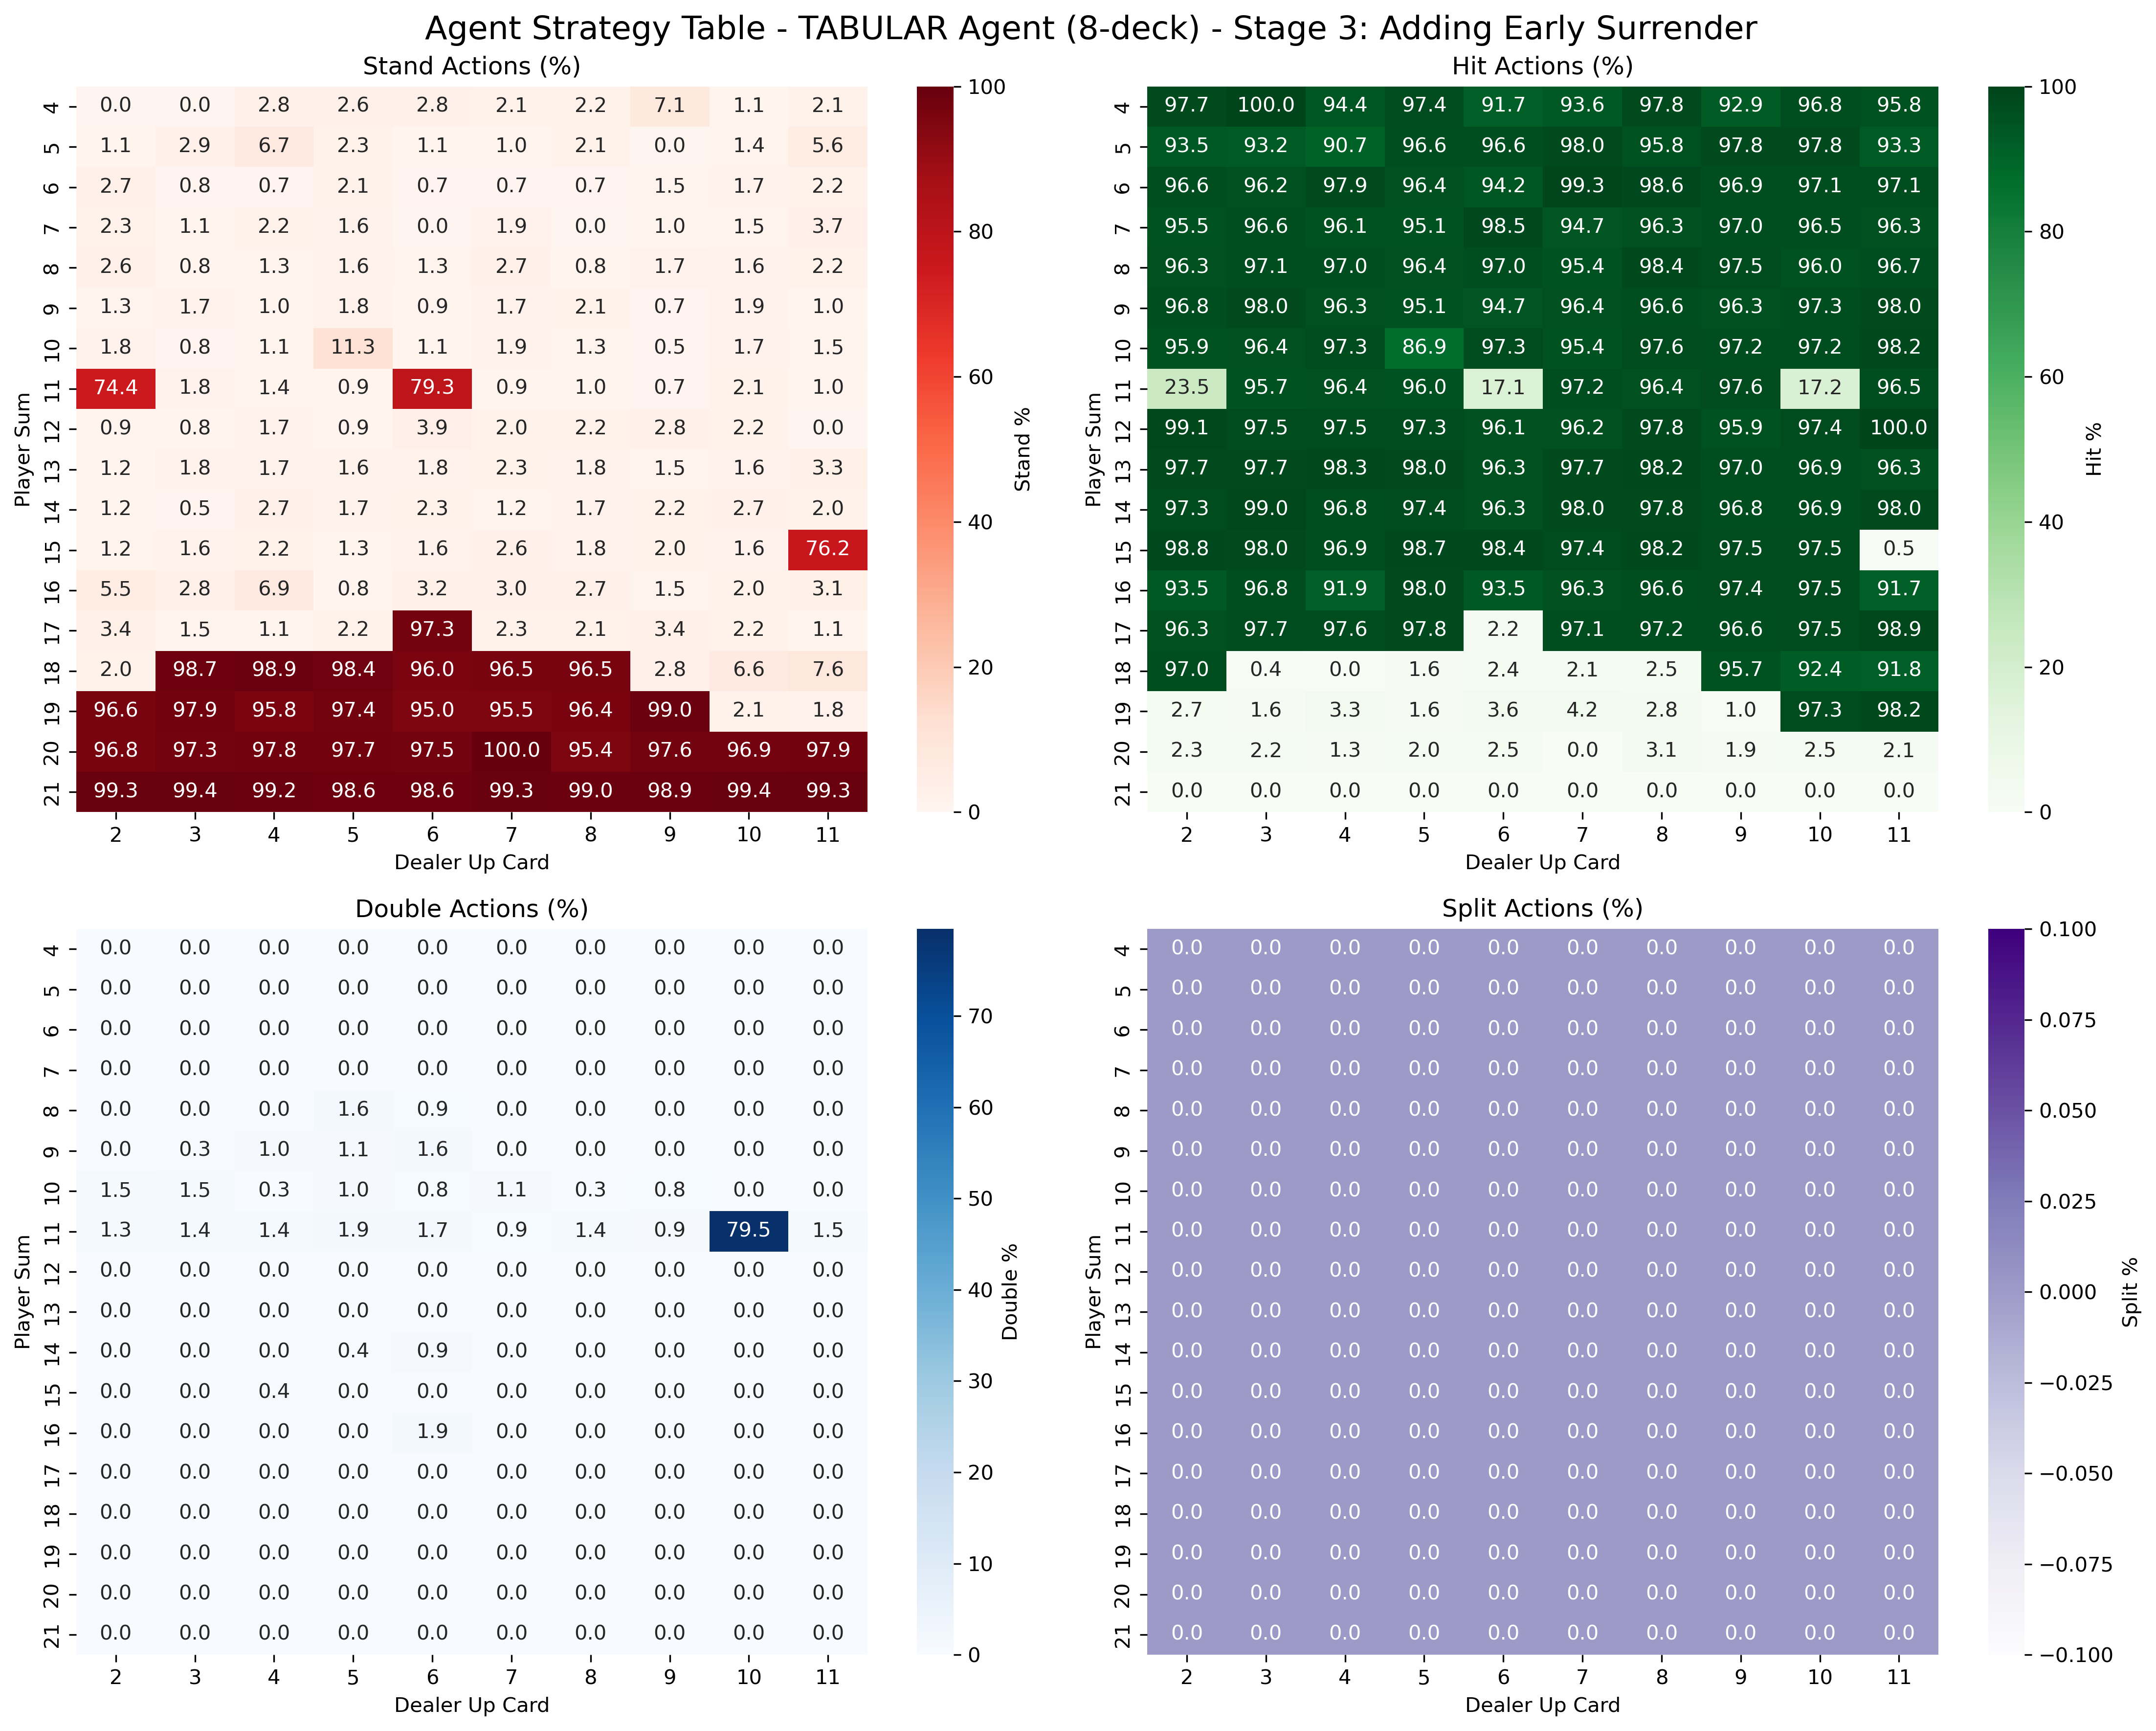 Agent Strategy Table - TABULAR Agent (8-deck) - Stage 3: Adding Early Surrender
Stand Actions (%)
4 0.0 0.0 2.8 2.6 2.8 2.1 2.2 7.1 1.1 2.1
5 1.1 2.9 6.7 2.3 1.1 1.0 2.1 0.0 1.4 5.6
6 2.7 0.8 0.7 2.1 0.7 0.7 0.7 1.5 1.7 2.2
7 2.3 1.1 2.2 1.6 0.0 1.9 0.0 1.0 1.5 3.7
8 2.6 0.8 1.3 1.6 1.3 2.7 0.8 1.7 1.6 2.2
9 1.3 1.7 1.0 1.8 0.9 1.7 2.1 0.7 1.9 1.0
10 1.8 0.8 1.1 11.3 1.1 1.9 1.3 0.5 1.7 1.5
11 74.4 1.8 1.4 0.9 79.3 0.9 1.0 0.7 2.1 1.0
12 0.9 0.8 1.7 0.9 3.9 2.0 2.2 2.8 2.2 0.0
13 1.2 1.8 1.7 1.6 1.8 2.3 1.8 1.5 1.6 3.3
14 1.2 0.5 2.7 1.7 2.3 1.2 1.7 2.2 2.7 2.0
15 1.2 1.6 2.2 1.3 1.6 2.6 1.8 2.0 1.6 76.2
16 5.5 2.8 6.9 0.8 3.2 3.0 2.7 1.5 2.0 3.1
17 3.4 1.5 1.1 2.2 97.3 2.3 2.1 3.4 2.2 1.1
18 2.0 98.7 98.9 98.4 96.0 96.5 96.5 2.8 6.6 7.6
19 96.6 97.9 95.8 97.4 95.0 95.5 96.4 99.0 2.1 1.8
20 96.8 97.3 97.8 97.7 97.5 100.0 95.4 97.6 96.9 97.9
21 99.3 99.4 99.2 98.6 98.6 99.3 99.0 98.9 99.4 99.3
2 3 4 5 6 7 8 9 10 11
Dealer Up Card
Player Sum
100
80
60
40
20
0
Stand %
Hit Actions (%)
4 97.7 100.0 94.4 97.4 91.7 93.6 97.8 92.9 96.8 95.8
5 93.5 93.2 90.7 96.6 96.6 98.0 95.8 97.8 97.8 93.3
6 96.6 96.2 97.9 96.4 94.2 99.3 98.6 96.9 97.1 97.1
7 95.5 96.6 96.1 95.1 98.5 94.7 96.3 97.0 96.5 96.3
8 96.3 97.1 97.0 96.4 97.0 95.4 98.4 97.5 96.0 96.7
9 96.8 98.0 96.3 95.1 94.7 96.4 96.6 96.3 97.3 98.0
10 95.9 96.4 97.3 86.9 97.3 95.4 97.6 97.2 97.2 98.2
11 23.5 95.7 96.4 96.0 17.1 97.2 96.4 97.6 17.2 96.5
12 99.1 97.5 97.5 97.3 96.1 96.2 97.8 95.9 97.4 100.0
13 97.7 97.7 98.3 98.0 96.3 97.7 98.2 97.0 96.9 96.3
14 97.3 99.0 96.8 97.4 96.3 98.0 97.8 96.8 96.9 98.0
15 98.8 98.0 96.9 98.7 98.4 97.4 98.2 97.5 97.5 0.5
16 93.5 96.8 91.9 98.0 93.5 96.3 96.6 97.4 97.5 91.7
17 96.3 97.7 97.6 97.8 2.2 97.1 97.2 96.6 97.5 98.9
18 97.0 0.4 0.0 1.6 2.4 2.1 2.5 95.7 92.4 91.8
19 2.7 1.6 3.3 1.6 3.6 4.2 2.8 1.0 97.3 98.2
20 2.3 2.2 1.3 2.0 2.5 0.0 3.1 1.9 2.5 2.1
21 0.0 0.0 0.0 0.0 0.0 0.0 0.0 0.0 0.0 0.0
2 3 4 5 6 7 8 9 10 11
Dealer Up Card
Player Sum
100
80
60
40
20
0
Hit %
Double Actions (%)
4 0.0 0.0 0.0 0.0 0.0 0.0 0.0 0.0 0.0 0.0
5 0.0 0.0 0.0 0.0 0.0 0.0 0.0 0.0 0.0 0.0
6 0.0 0.0 0.0 0.0 0.0 0.0 0.0 0.0 0.0 0.0
7 0.0 0.0 0.0 0.0 0.0 0.0 0.0 0.0 0.0 0.0
8 0.0 0.0 0.0 1.6 0.9 0.0 0.0 0.0 0.0 0.0
9 0.0 0.3 1.0 1.1 1.6 0.0 0.0 0.0 0.0 0.0
10 1.5 1.5 0.3 1.0 0.8 1.1 0.3 0.8 0.0 0.0
11 1.3 1.4 1.4 1.9 1.7 0.9 1.4 0.9 79.5 1.5
12 0.0 0.0 0.0 0.0 0.0 0.0 0.0 0.0 0.0 0.0
13 0.0 0.0 0.0 0.0 0.0 0.0 0.0 0.0 0.0 0.0
14 0.0 0.0 0.0 0.4 0.9 0.0 0.0 0.0 0.0 0.0
15 0.0 0.0 0.4 0.0 0.0 0.0 0.0 0.0 0.0 0.0
16 0.0 0.0 0.0 0.0 1.9 0.0 0.0 0.0 0.0 0.0
17 0.0 0.0 0.0 0.0 0.0 0.0 0.0 0.0 0.0 0.0
18 0.0 0.0 0.0 0.0 0.0 0.0 0.0 0.0 0.0 0.0
19 0.0 0.0 0.0 0.0 0.0 0.0 0.0 0.0 0.0 0.0
20 0.0 0.0 0.0 0.0 0.0 0.0 0.0 0.0 0.0 0.0
21 0.0 0.0 0.0 0.0 0.0 0.0 0.0 0.0 0.0 0.0
2 3 4 5 6 7 8 9 10 11
Dealer Up Card
Player Sum
70
60
50
40
30
20
10
0
Double %
Split Actions (%)
4 0.0 0.0 0.0 0.0 0.0 0.0 0.0 0.0 0.0 0.0
5 0.0 0.0 0.0 0.0 0.0 0.0 0.0 0.0 0.0 0.0
6 0.0 0.0 0.0 0.0 0.0 0.0 0.0 0.0 0.0 0.0
7 0.0 0.0 0.0 0.0 0.0 0.0 0.0 0.0 0.0 0.0
8 0.0 0.0 0.0 0.0 0.0 0.0 0.0 0.0 0.0 0.0
9 0.0 0.0 0.0 0.0 0.0 0.0 0.0 0.0 0.0 0.0
10 0.0 0.0 0.0 0.0 0.0 0.0 0.0 0.0 0.0 0.0
11 0.0 0.0 0.0 0.0 0.0 0.0 0.0 0.0 0.0 0.0
12 0.0 0.0 0.0 0.0 0.0 0.0 0.0 0.0 0.0 0.0
13 0.0 0.0 0.0 0.0 0.0 0.0 0.0 0.0 0.0 0.0
14 0.0 0.0 0.0 0.0 0.0 0.0 0.0 0.0 0.0 0.0
15 0.0 0.0 0.0 0.0 0.0 0.0 0.0 0.0 0.0 0.0
16 0.0 0.0 0.0 0.0 0.0 0.0 0.0 0.0 0.0 0.0
17 0.0 0.0 0.0 0.0 0.0 0.0 0.0 0.0 0.0 0.0
18 0.0 0.0 0.0 0.0 0.0 0.0 0.0 0.0 0.0 0.0
19 0.0 0.0 0.0 0.0 0.0 0.0 0.0 0.0 0.0 0.0
20 0.0 0.0 0.0 0.0 0.0 0.0 0.0 0.0 0.0 0.0
21 0.0 0.0 0.0 0.0 0.0 0.0 0.0 0.0 0.0 0.0
2 3 4 5 6 7 8 9 10 11
Dealer Up Card
Player Sum
0.100
0.075
0.050
0.025
0.000
−0.025
−0.050
−0.075
−0.100
Split %